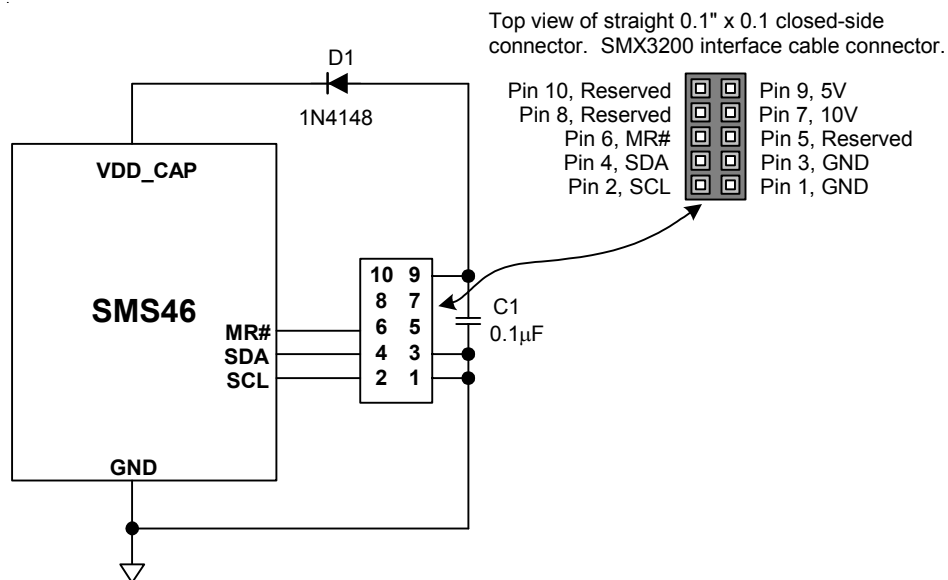 Top view of straight 0.1" x 0.1 closed-side
connector. SMX3200 interface cable connector.
D1
1N4148
Pin 10, Reserved
Pin 9, 5V
Pin 8, Reserved
Pin 7, 10V
Pin 6, MR#
Pin 5, Reserved
Pin 4, SDA
Pin 3, GND
Pin 2, SCL
Pin 1, GND
VDD_CAP
SMS46
MR#
SDA
SCL
GND
10 9
8 7
6 5
4 3
2 1
C1
0.1μF